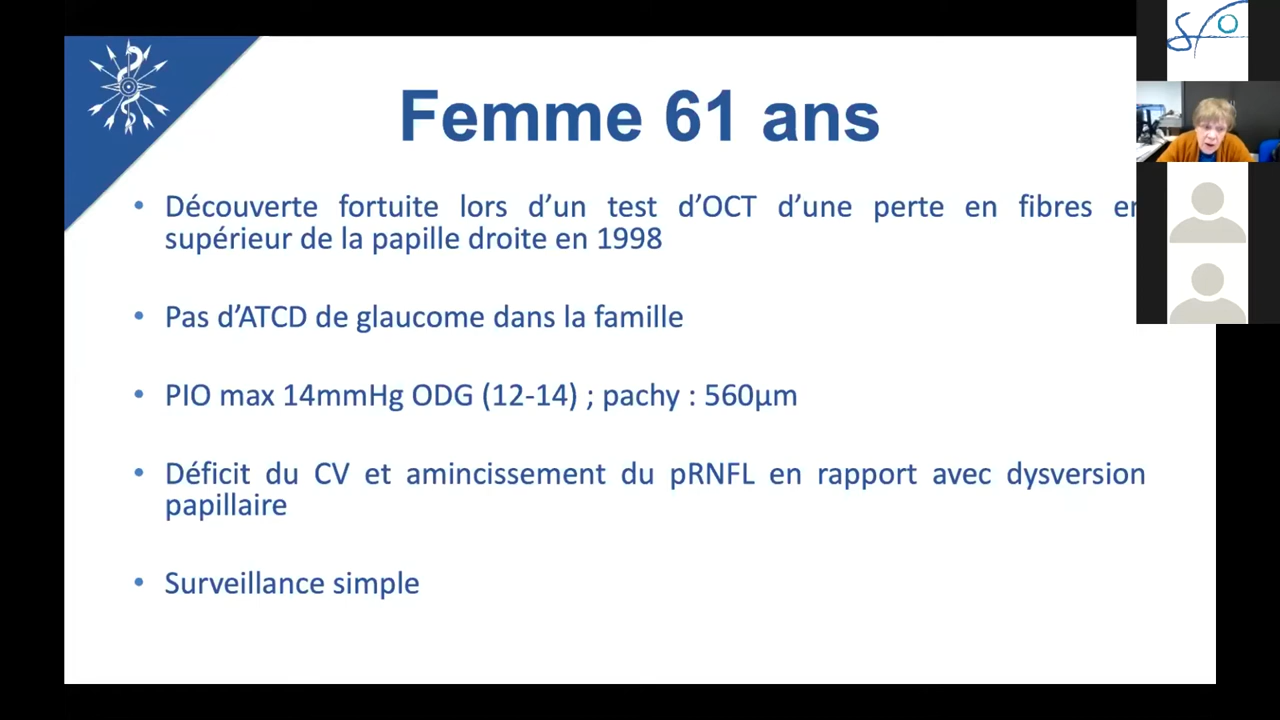 Femme 61 ans
• Découverte fortuite lors d’un test d’OCT d’une perte en fibres en
supérieur de la papille droite en 1998
• Pas d’ATCD de glaucome dans la famille
• PIO max 14mmHg ODG (12-14) ; pachy : 560µm
• Déficit du CV et amincissement du pRNFL en rapport avec dysversion
papillaire
• Surveillance simple
sfo